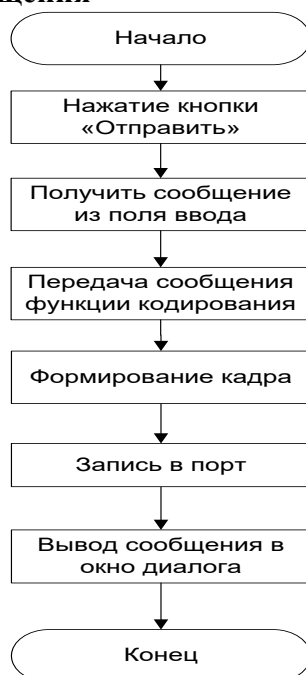 Начало
Нажатие кнопки
«Отправить»
Получить сообщение
из поля ввода
Передача сообщения
функции кодирования
Формирование кадра
Запись в порт
Вывод сообщения в
окно диалога
Конец